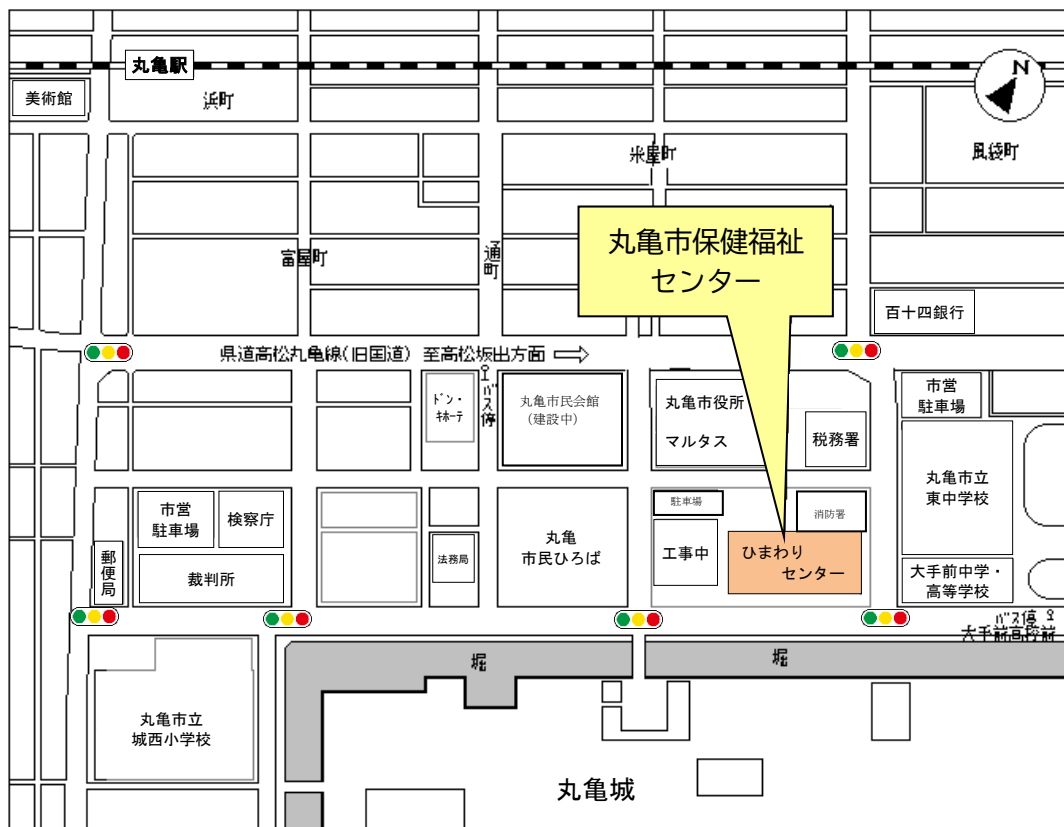 丸亀駅
N
美術館
浜町
米屋町
風袋町
丸亀市保健福祉
センター
富屋町
通町
百十四銀行
県道高松丸亀線(旧国道) 至高松坂出方面
ドン・
キホーテ
バス停
丸亀市民会館
(建設中)
丸亀市役所
マルタス
税務署
市営
駐車場
丸亀市立
東中学校
市営
駐車場
検察庁
郵便局
裁判所
法務局
丸亀
市民ひろば
駐車場
消防署
工事中
ひまわり
センター
大手前中学・
高等学校
バス停
大手前高校前
堀
堀
丸亀市立
城西小学校
丸亀城